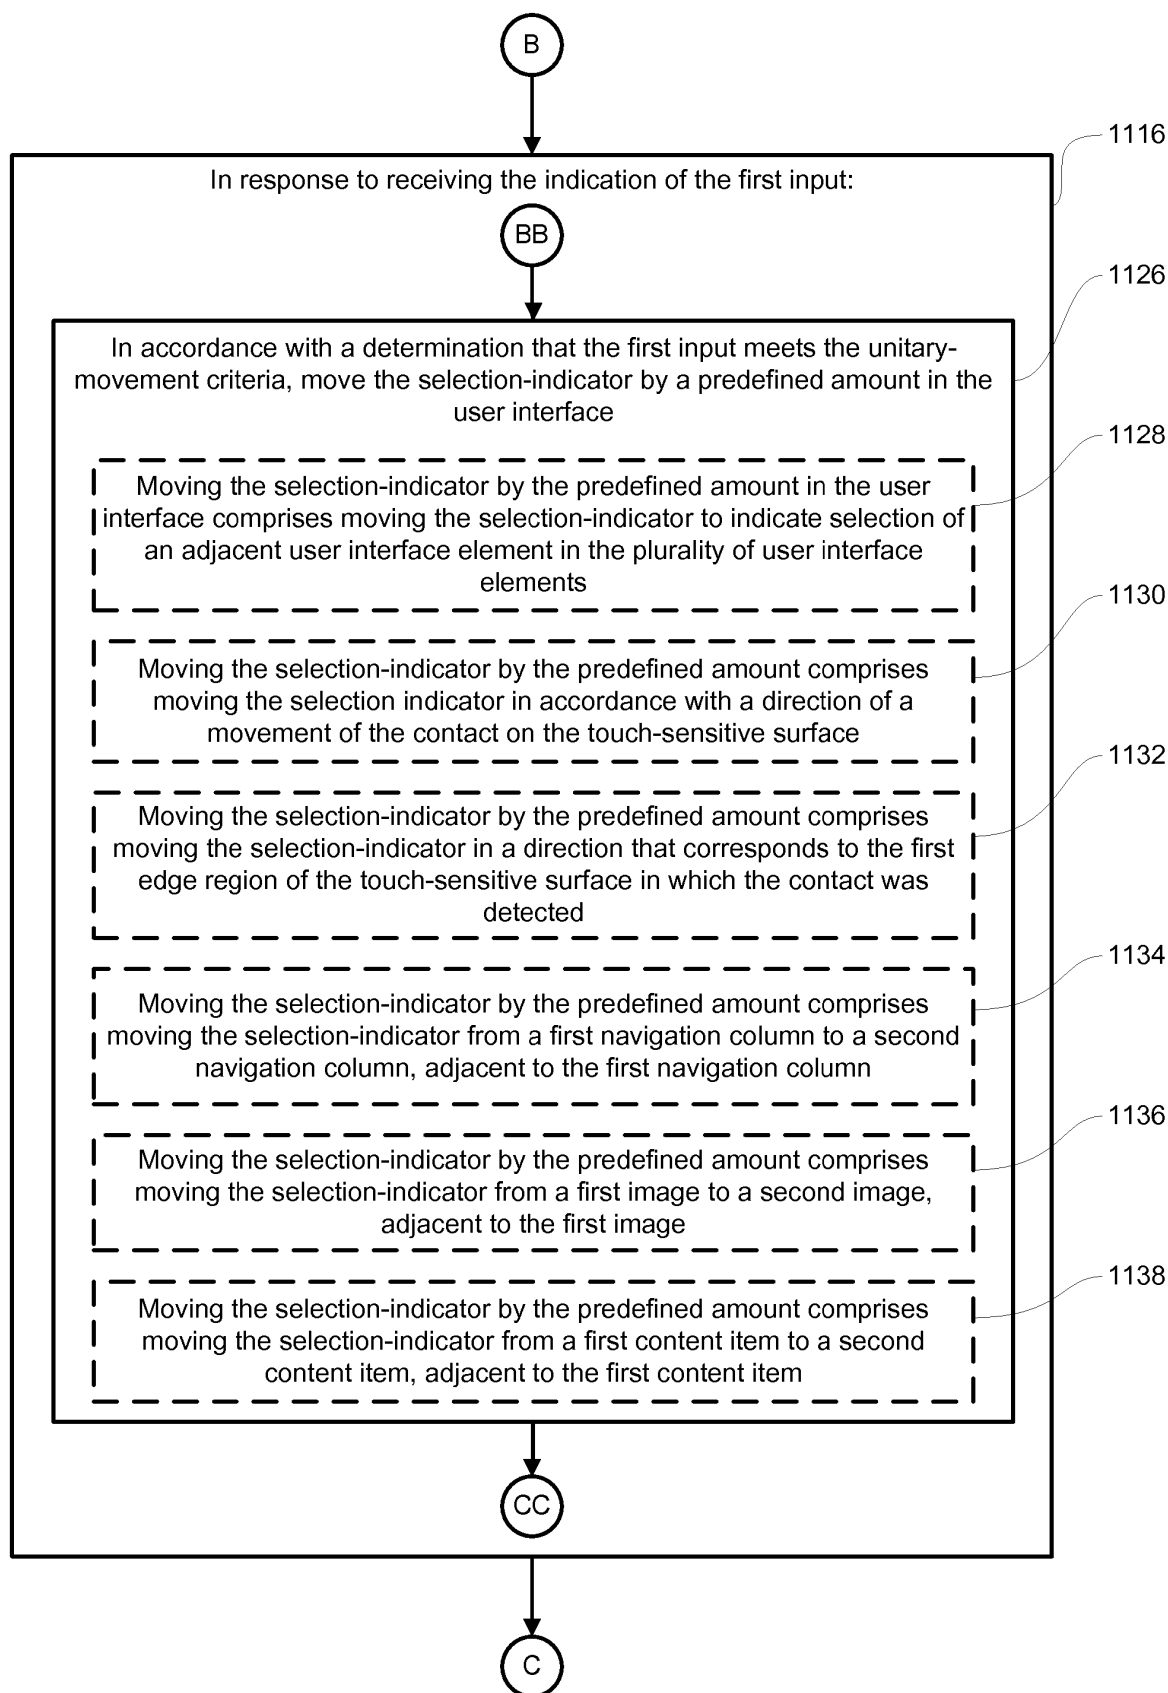 B
1116
In response to receiving the indication of the first input:
BB
1126
In accordance with a determination that the first input meets the unitary-
movement criteria, move the selection-indicator by a predefined amount in the
user interface
1128
Moving the selection-indicator by the predefined amount in the user
interface comprises moving the selection-indicator to indicate selection of
an adjacent user interface element in the plurality of user interface
elements
1130
Moving the selection-indicator by the predefined amount comprises
moving the selection indicator in accordance with a direction of a
movement of the contact on the touch-sensitive surface
1132
Moving the selection-indicator by the predefined amount comprises
moving the selection-indicator in a direction that corresponds to the first
edge region of the touch-sensitive surface in which the contact was
detected
1134
Moving the selection-indicator by the predefined amount comprises
moving the selection-indicator from a first navigation column to a second
navigation column, adjacent to the first navigation column
1136
Moving the selection-indicator by the predefined amount comprises
moving the selection-indicator from a first image to a second image,
adjacent to the first image
1138
Moving the selection-indicator by the predefined amount comprises
moving the selection-indicator from a first content item to a second
content item, adjacent to the first content item
CC
C